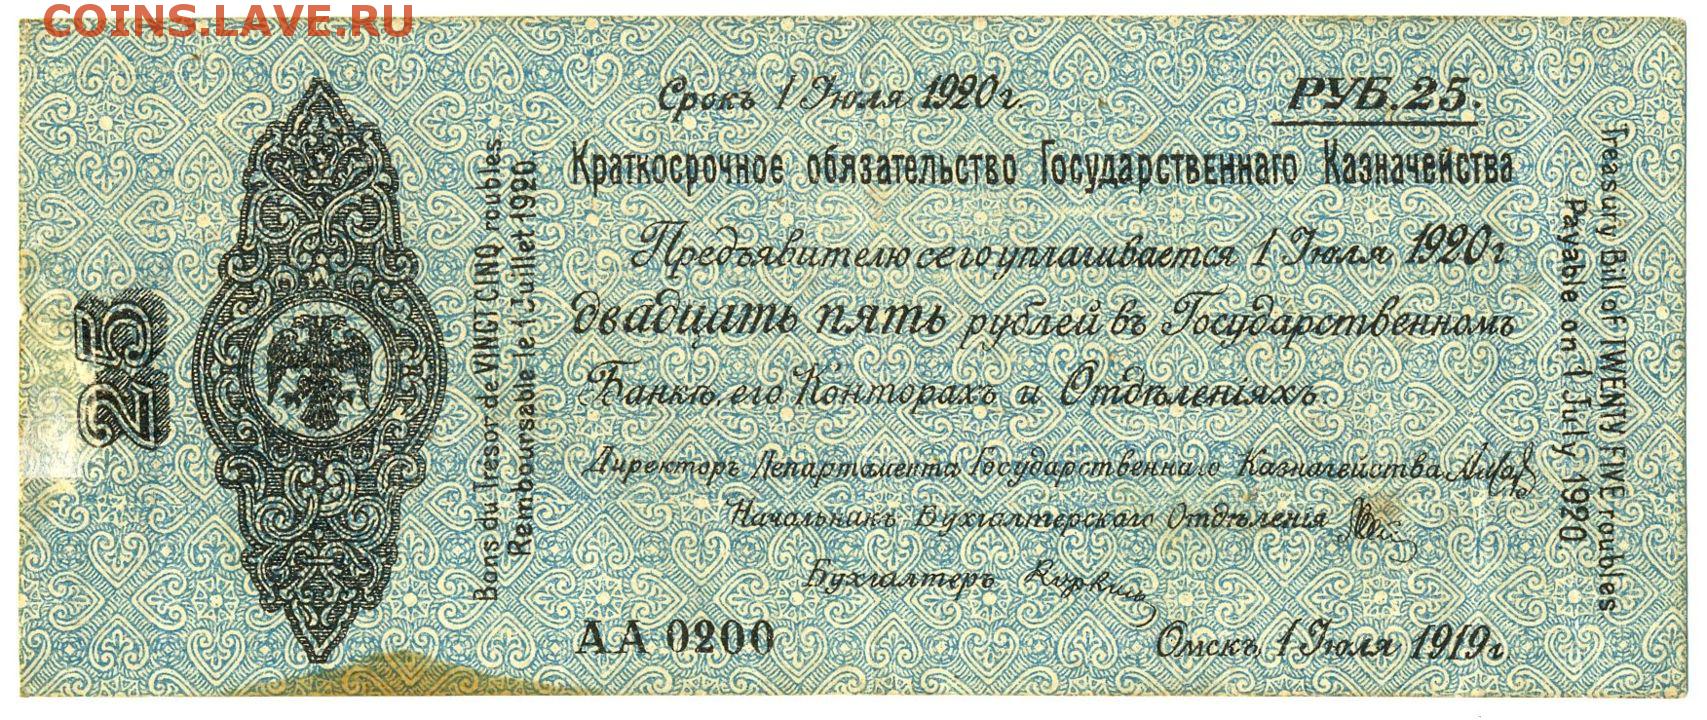 COINS.LAVE.RU
Срокъ 1 Іюля 1920 г.
РУБ. 25.
Краткосрочное обязательство Государственнаго Казначейства
Предъявителю сего уплачивается 1 Іюля 1920 г.
двадцать пять рублей въ Государственномъ
Банкѣ, его Конторахъ и Отдѣленіяхъ.
Директоръ Департамента Государственнаго Казначейства
Начальникъ Бухгалтерскаго Отдѣленія
Бухгалтеръ
АА 0200
Омскъ, 1 Іюля 1919 г.
25
Bons du Tresor de VINGT CINQ roubles
Remboursable le 1 Juillet 1920
Treasury Bill of TWENTY FIVE roubles
Payable on 1 July 1920.